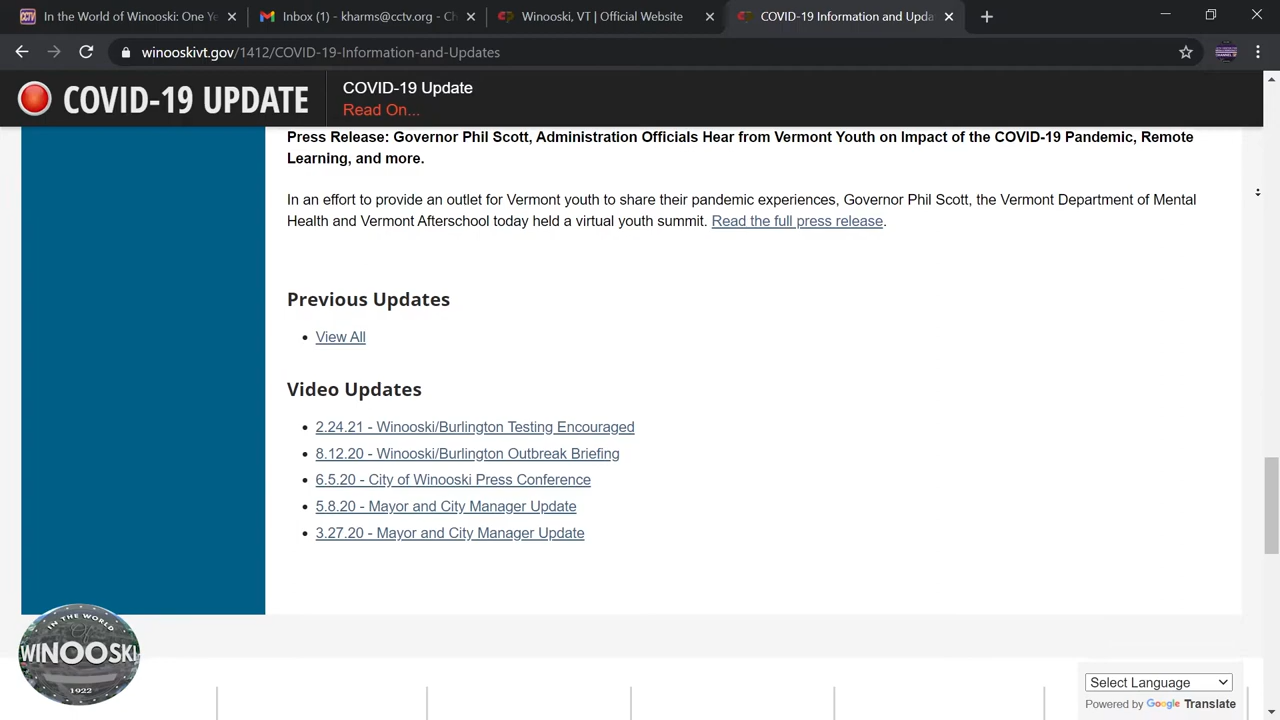 In the World of Winooski: One Ye
Inbox (1) - kharms@cctv.org - Ch
Winooski, VT | Official Website
COVID-19 Information and Upda
winooskivt.gov/1412/COVID-19-Information-and-Updates
COVID-19 UPDATE
COVID-19 Update
Read On...
Press Release: Governor Phil Scott, Administration Officials Hear from Vermont Youth on Impact of the COVID-19 Pandemic, Remote
Learning, and more.
In an effort to provide an outlet for Vermont youth to share their pandemic experiences, Governor Phil Scott, the Vermont Department of Mental
Health and Vermont Afterschool today held a virtual youth summit. Read the full press release.
Previous Updates
• View All
Video Updates
• 2.24.21 - Winooski/Burlington Testing Encouraged
• 8.12.20 - Winooski/Burlington Outbreak Briefing
• 6.5.20 - City of Winooski Press Conference
• 5.8.20 - Mayor and City Manager Update
• 3.27.20 - Mayor and City Manager Update
IN THE WORLD
Of
WINOOSKI
1922
Select Language
Powered by Google Translate